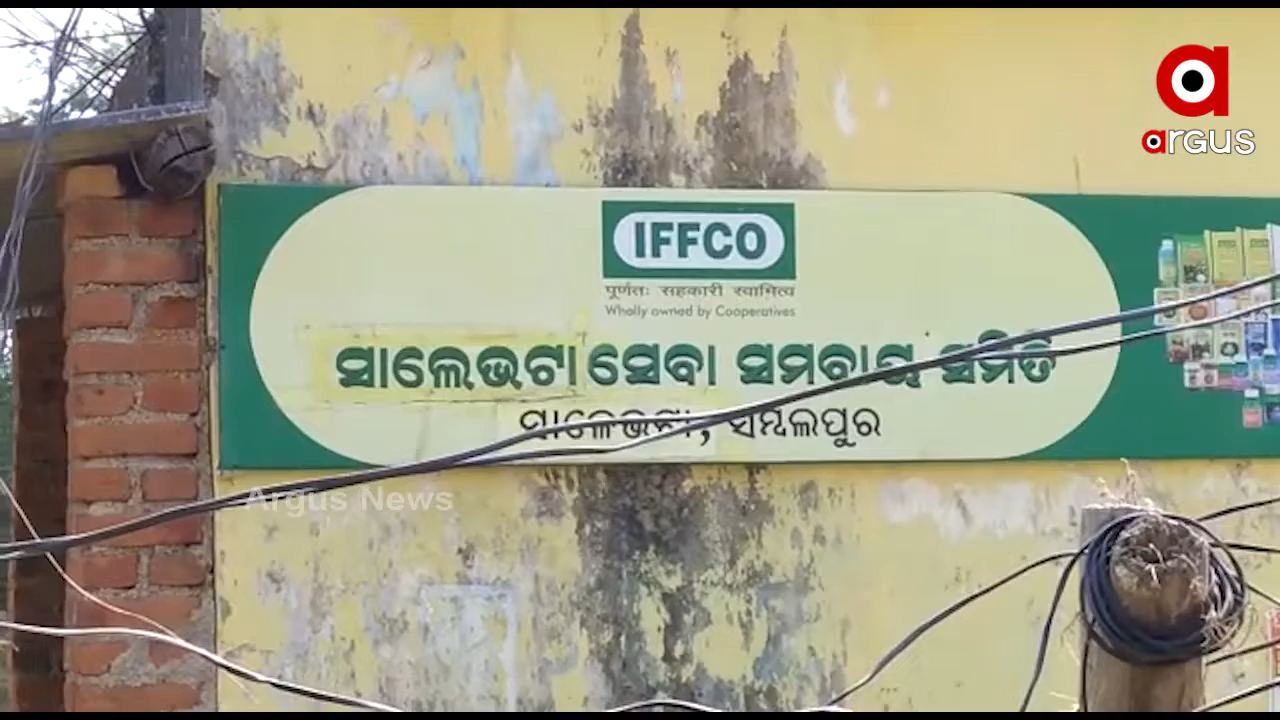 argus
IFFCO
पूर्णतः सहकारी स्वामित्व
Wholly owned by Cooperatives
ସାଲେଭଟା ସେବା ସମବାୟ ସମିତି
ସାଲେଭଟା, ସମ୍ବଲପୁର
Argus News